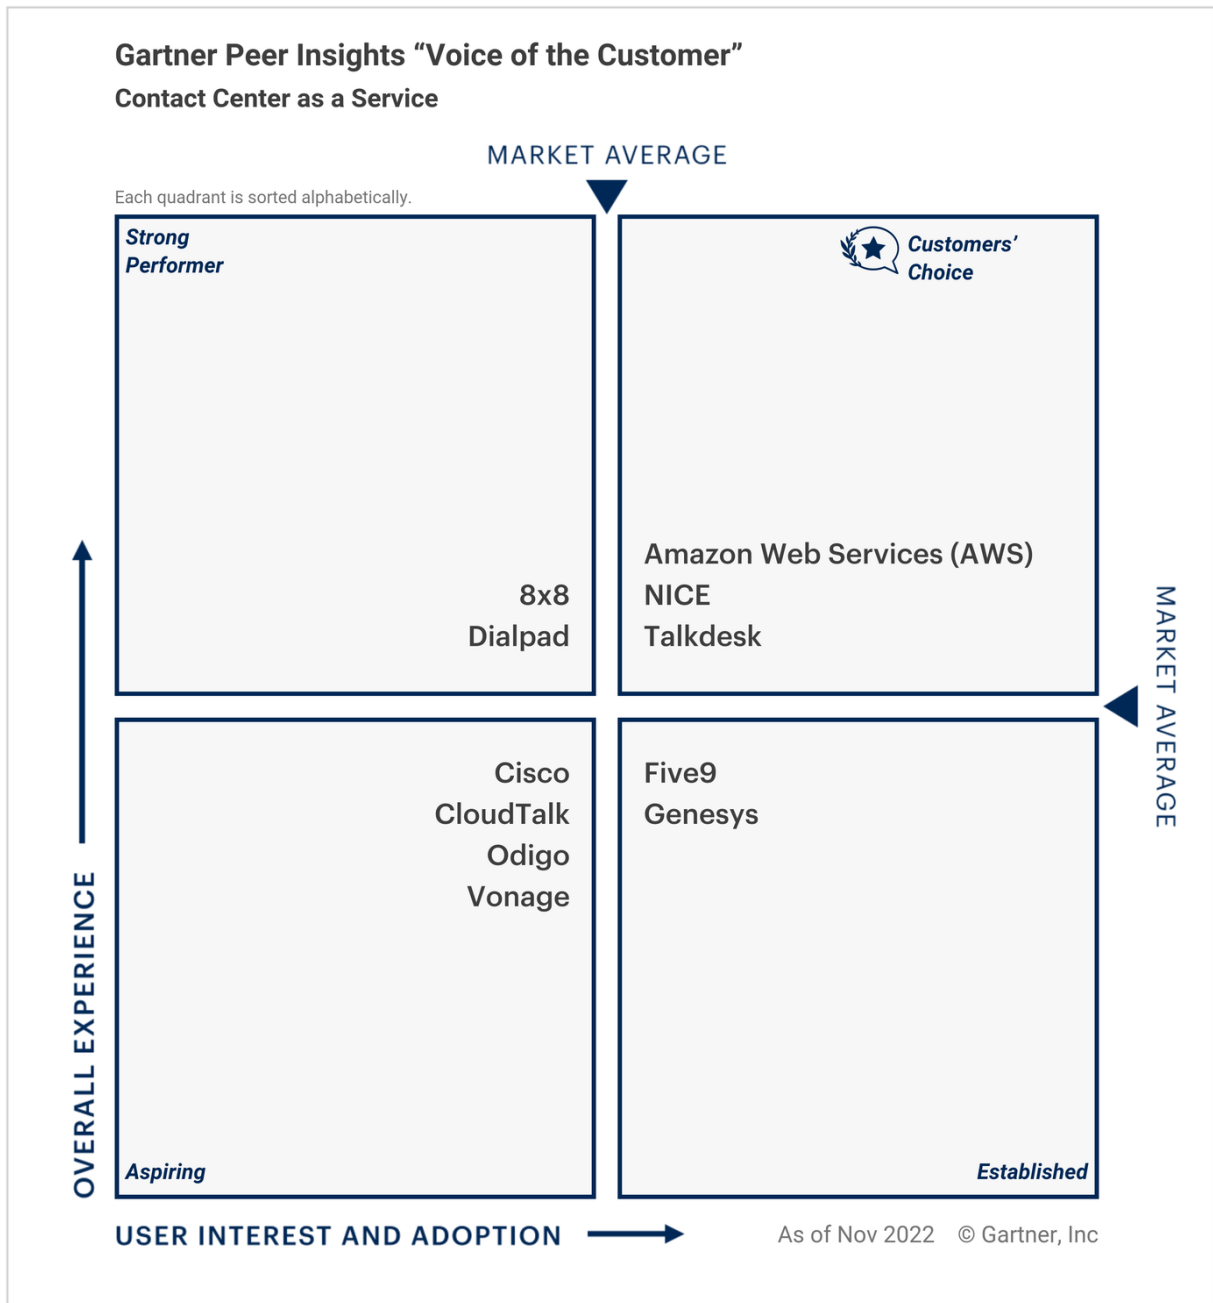 Gartner Peer Insights “Voice of the Customer”
Contact Center as a Service
MARKET AVERAGE
Each quadrant is sorted alphabetically.
Strong
Performer
8x8
Dialpad
Customers’
Choice
Amazon Web Services (AWS)
NICE
Talkdesk
MARKET AVERAGE
Cisco
CloudTalk
Odigo
Vonage
Aspiring
Five9
Genesys
Established
OVERALL EXPERIENCE
USER INTEREST AND ADOPTION
As of Nov 2022 © Gartner, Inc